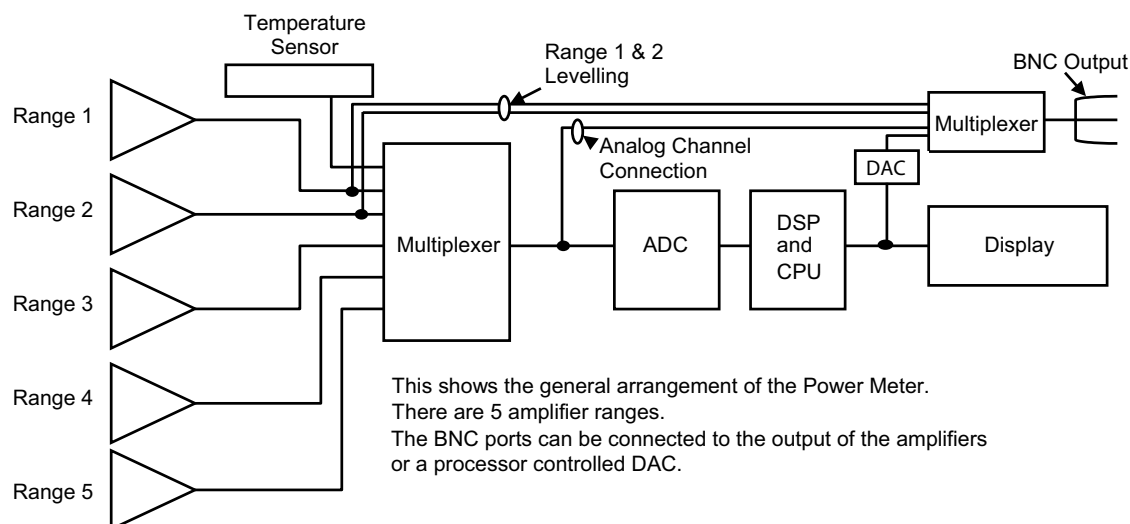 Temperature
Sensor
Range 1 & 2
Levelling
BNC Output
Range 1
Multiplexer
Analog Channel
Connection
DAC
Range 2
Multiplexer
ADC
DSP
and
CPU
Display
Range 3
This shows the general arrangement of the Power Meter.
There are 5 amplifier ranges.
Range 4
The BNC ports can be connected to the output of the amplifiers
or a processor controlled DAC.
Range 5